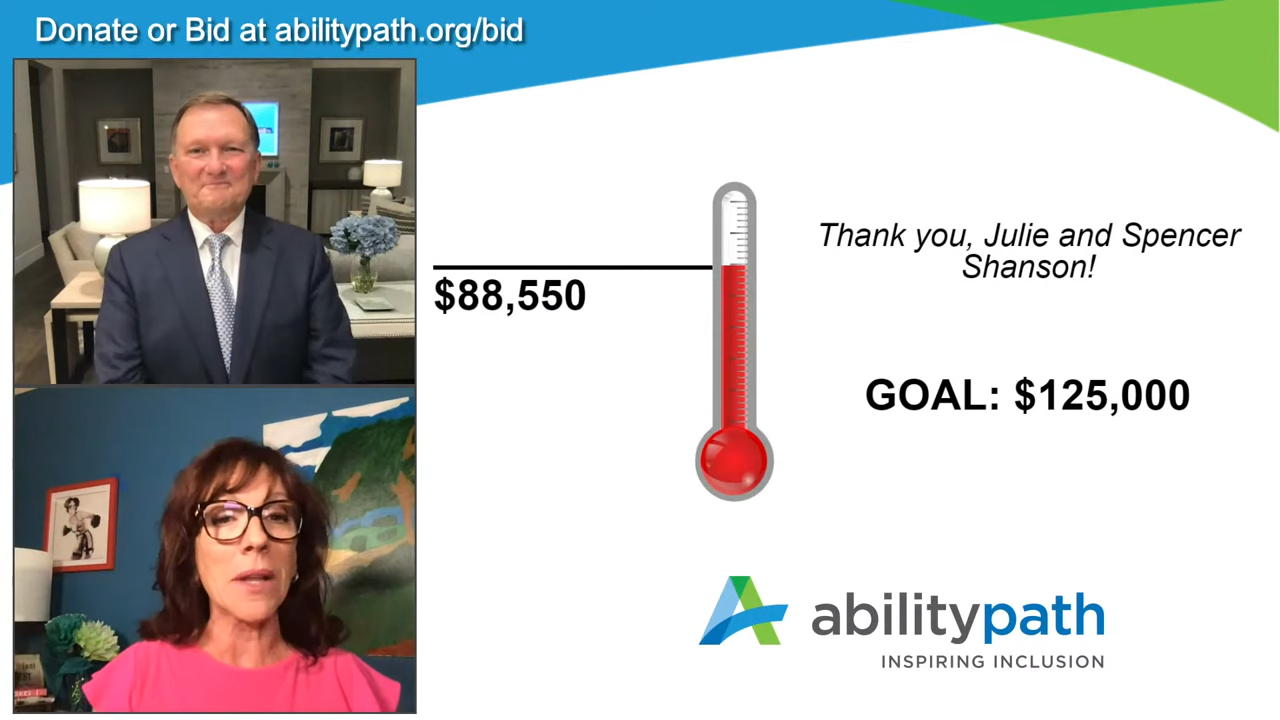 Donate or Bid at abilitypath.org/bid
$88,550
Thank you, Julie and Spencer
Shanson!
GOAL: $125,000
abilitypath
INSPIRING INCLUSION